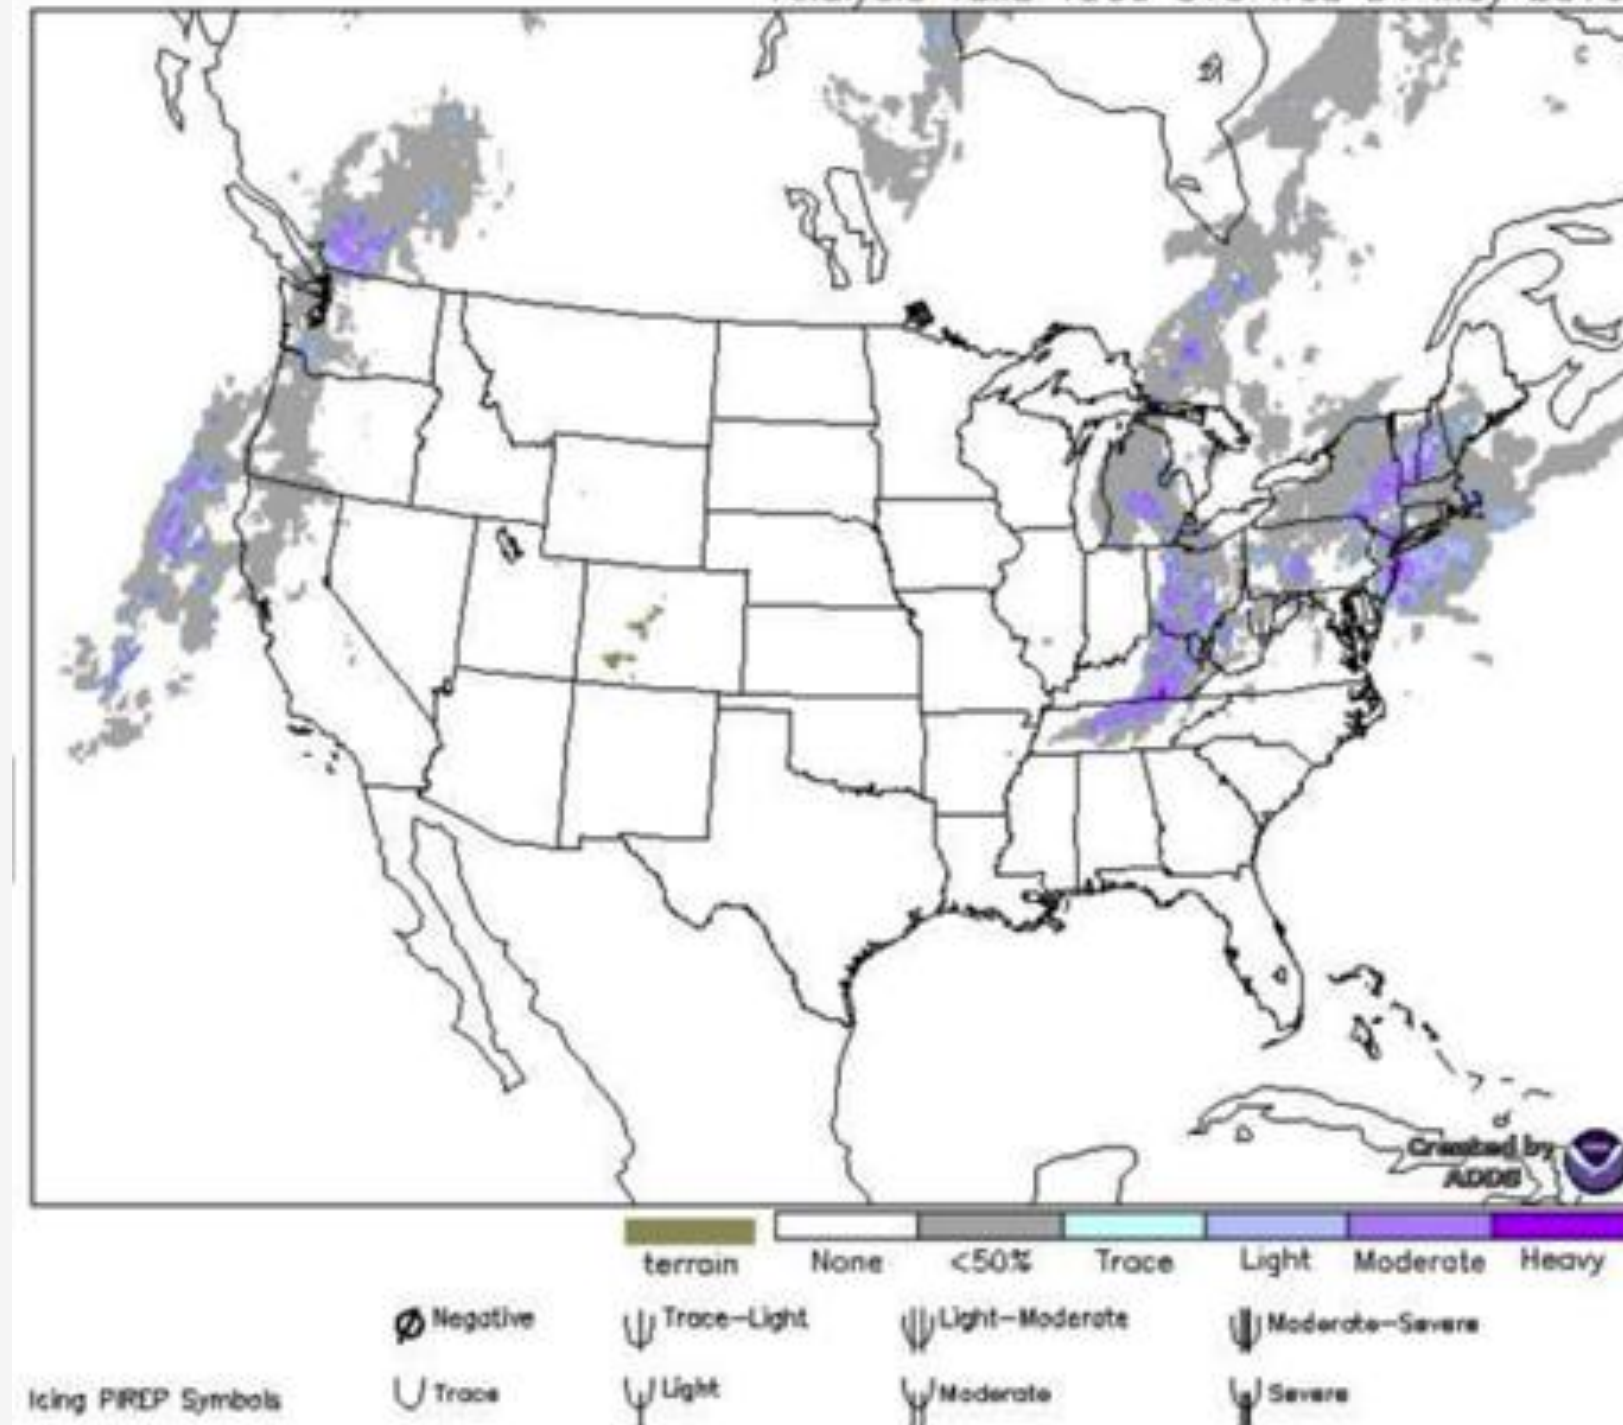 Created by
ADDS
terrain None <50% Trace Light Moderate Heavy
Negative Trace-Light Light-Moderate Moderate-Severe
Icing PIREP Symbols Trace Light Moderate Severe